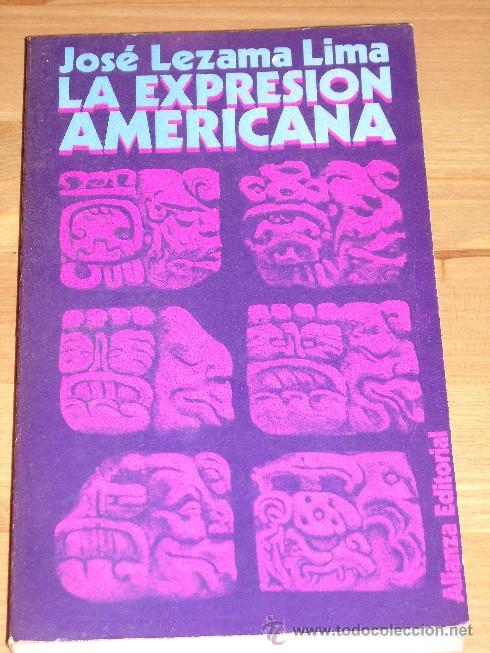 José Lezama Lima
LA EXPRESION
AMERICANA
Alianza Editorial
www.todocoleccion.net